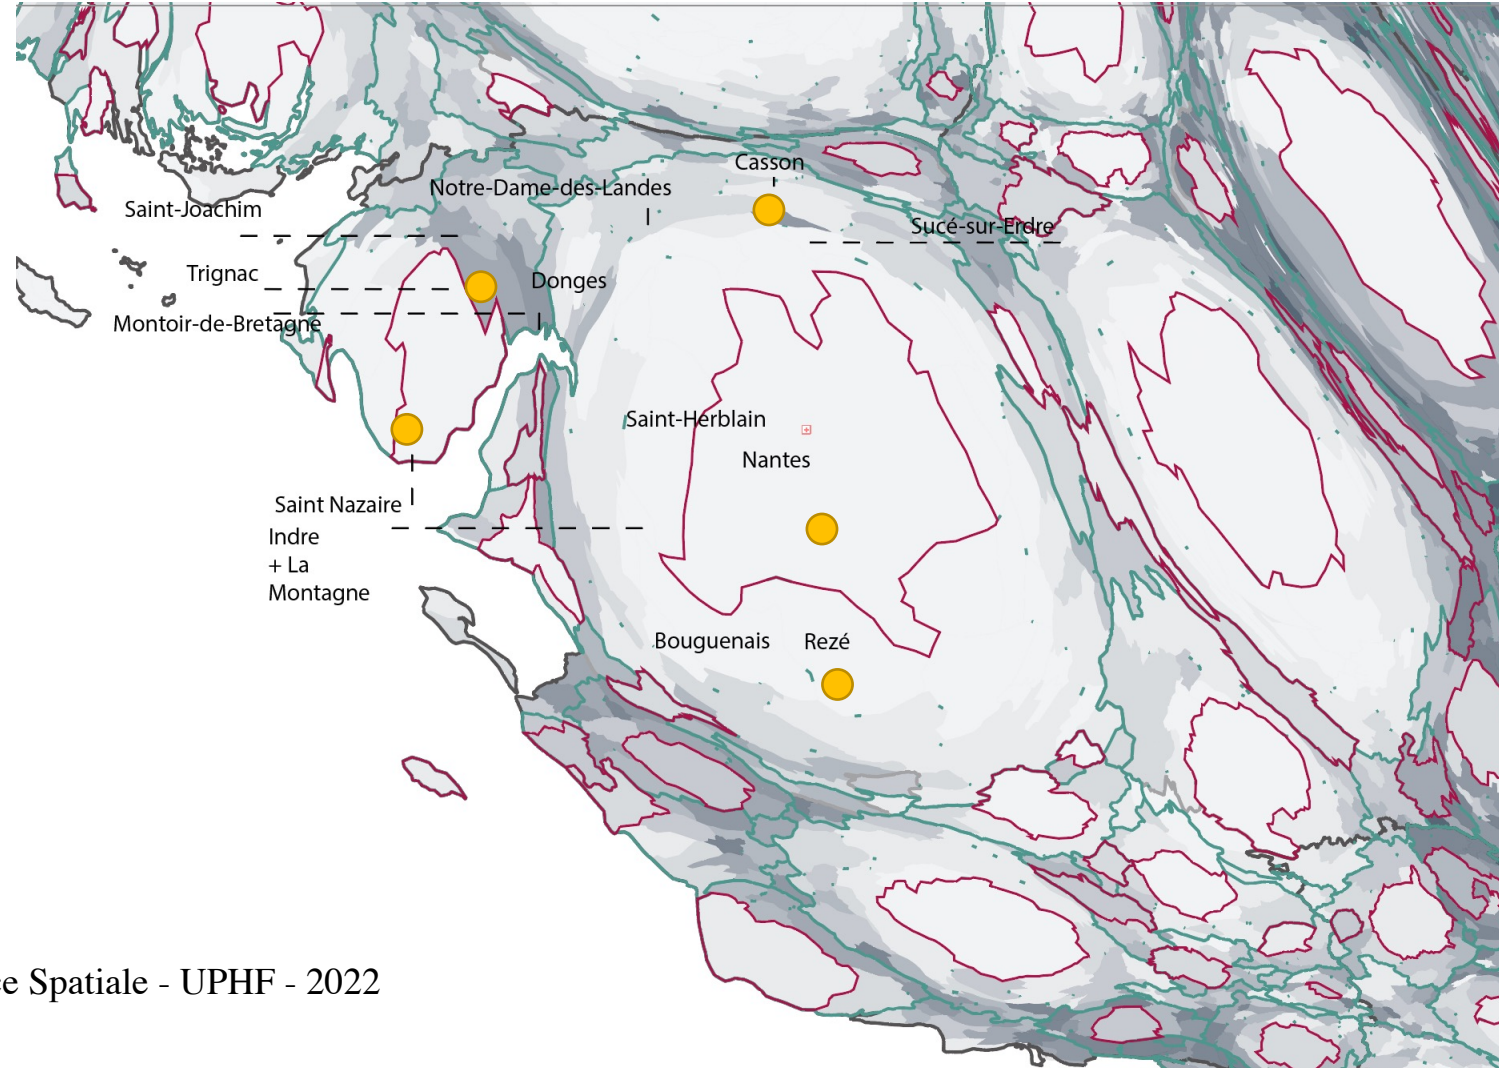 Casson
Notre-Dame-des-Landes
Saint-Joachim
Sucé-sur-Erdre
Trignac
Donges
Montoir-de-Bretagne
Saint-Herblain
Nantes
Saint Nazaire
Indre
+ La
Montagne
Bouguenais
Rezé
e Spatiale - UPHF - 2022